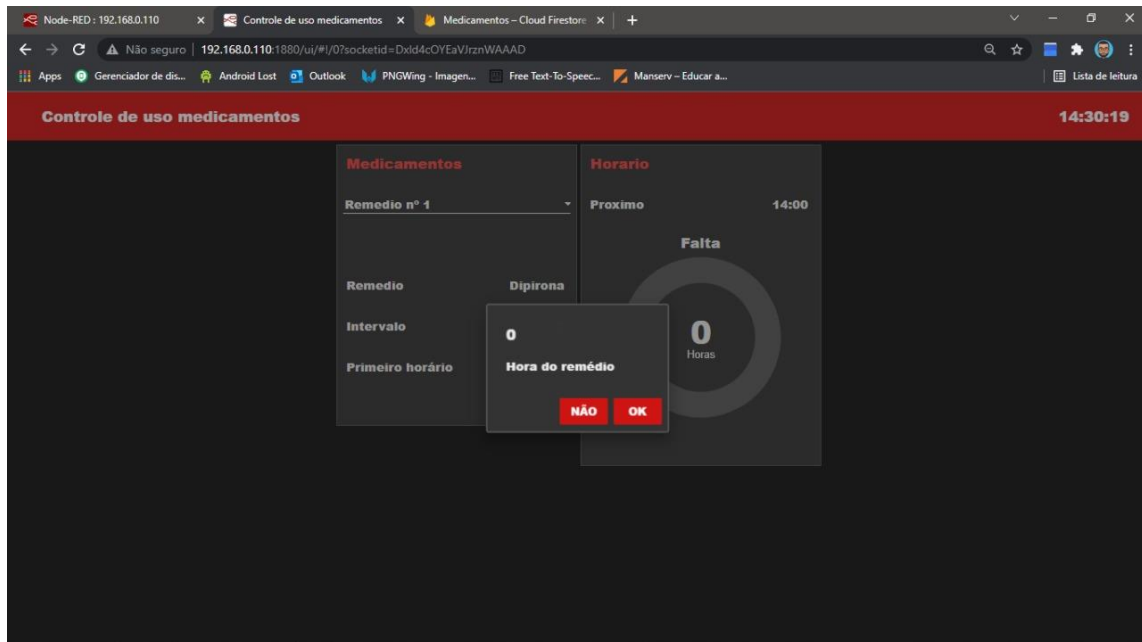 Node-RED : 192.168.0.110
Controle de uso medicamentos
Medicamentos – Cloud Firestore
Não seguro | 192.168.0.110:1880/ui/#!/0?socketid=DxId4cOYEaVJrznWAAAD
Apps Gerenciador de dis... Android Lost Outlook PNGWing - Imagen... Free Text-To-Speec... Manserv – Educar a... Lista de leitura
Controle de uso medicamentos 14:30:19
Medicamentos
Remedio nº 1
Remedio Dipirona
Intervalo
Primeiro horário
Horario
Proximo 14:00
Falta
0
Horas
0
Hora do remédio
NÃO OK